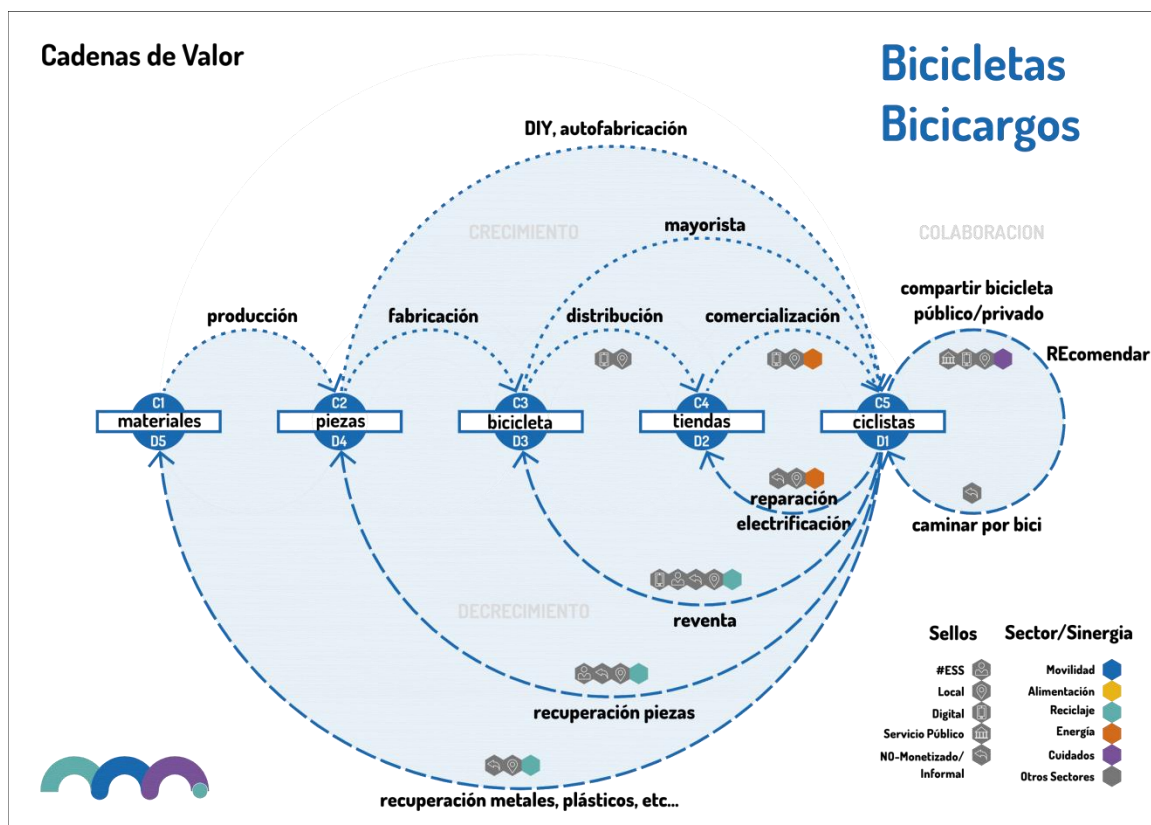 Cadenas de Valor
Bicicletas
Bicicargos
DIY, autofabricación
CRECIMIENTO
mayorista
COLABORACION
compartir bicicleta
público/privado
producción
fabricación
distribución
comercialización
REcomendar
C1
materiales
D5
C2
piezas
D4
C3
bicicleta
D3
C4
tiendas
D2
C5
ciclistas
D1
reparación
electrificación
caminar por bici
reventa
DECRECIMIENTO
recuperación piezas
recuperación metales, plásticos, etc...
Sellos
#ESS
Local
Digital
Servicio Público
NO-Monetizado/
Informal
Sector/Sinergia
Movilidad
Alimentación
Reciclaje
Energía
Cuidados
Otros Sectores